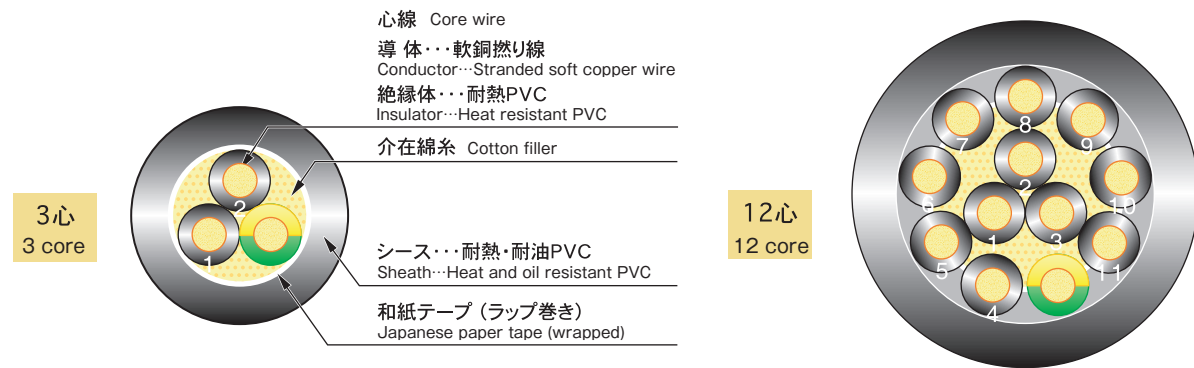 心線 Core wire
導 体･･･軟銅撚り線
Conductor…Stranded soft copper wire
絶縁体･･･耐熱PVC
Insulator…Heat resistant PVC
介在綿糸 Cotton filler
シース･･･耐熱・耐油PVC
Sheath…Heat and oil resistant PVC
和紙テープ（ラップ巻き）
Japanese paper tape (wrapped)
3心
3 core
2
1
12心
12 core
8
7
9
2
6
10
1
3
5
11
4